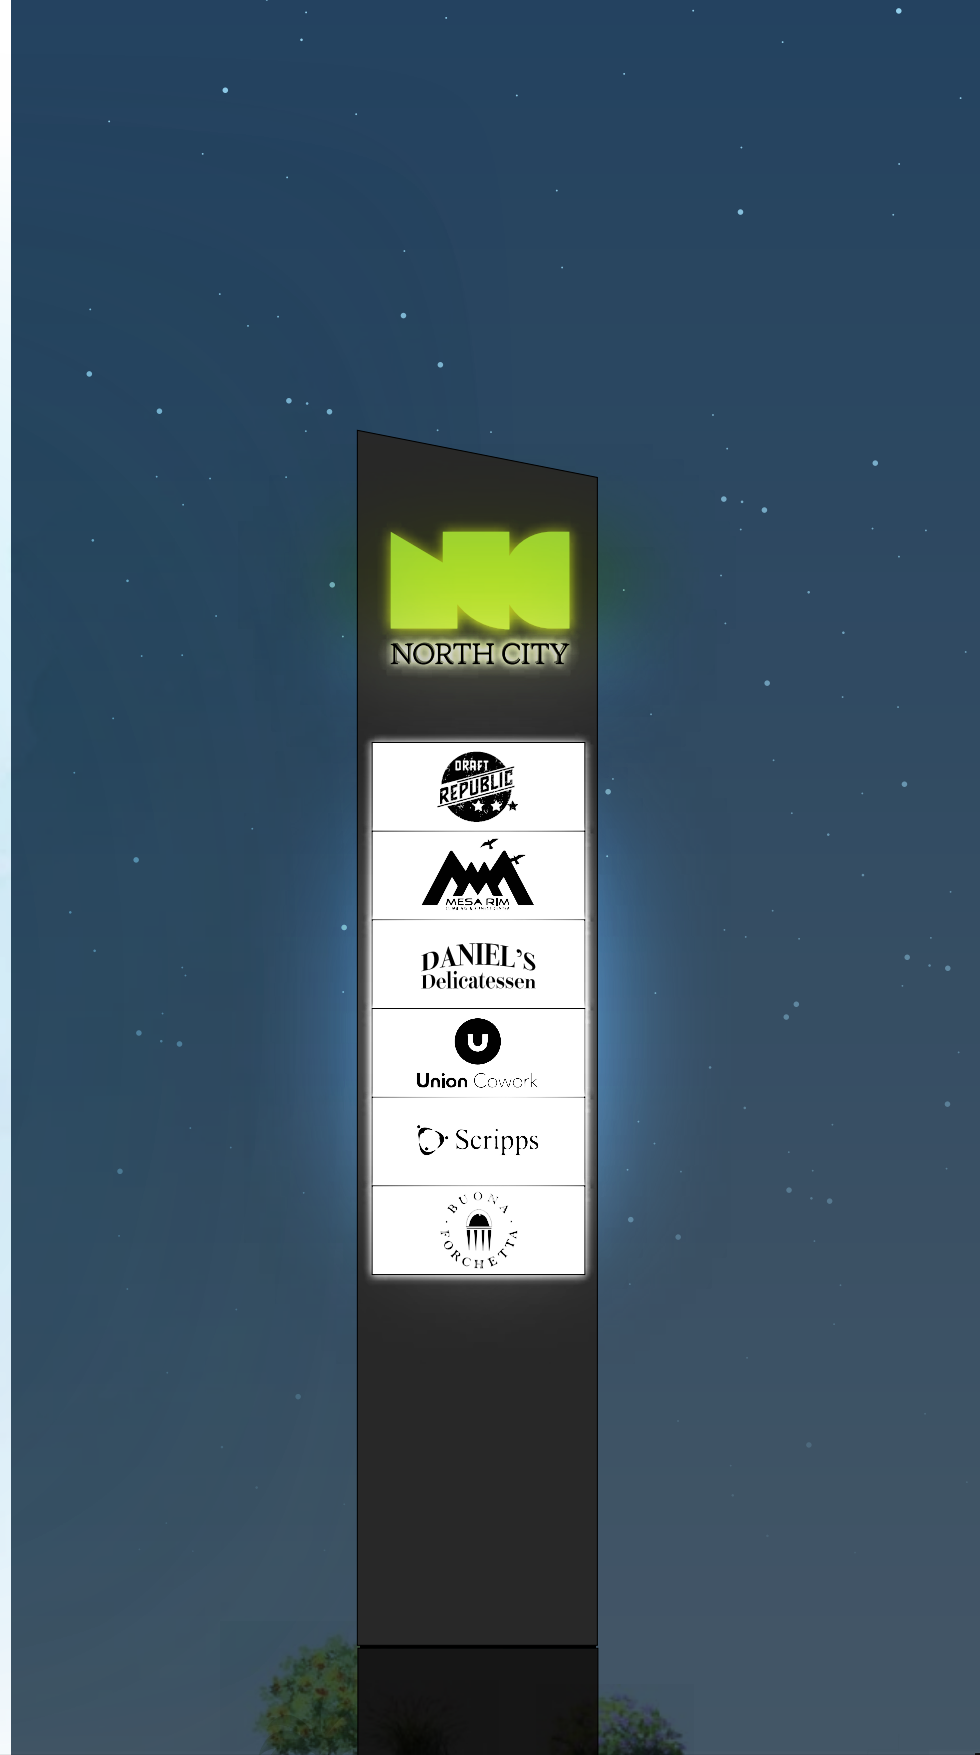 NORTH CITY
DRAFT
REPUBLIC
MESA RIM
DANIEL'S
Delicatessen
U
Union Cowork
Scripps
BUONA
FORCHETTA